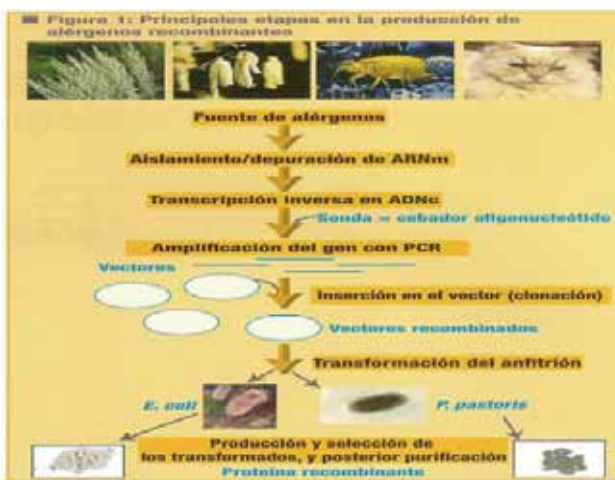 Figura 1: Principales etapas en la producción de
alérgenos recombinantes
Fuente de alérgenos
Aislamiento/depuración de ARNm
Transcripción inversa en ADNc
Sonda = cebador oligonucleótido
Amplificación del gen con PCR
Vectores
Inserción en el vector (clonación)
Vectores recombinados
Transformación del anfitrión
E. coli
P. pastoris
Producción y selección de
los transformados, y posterior purificación
Proteína recombinante